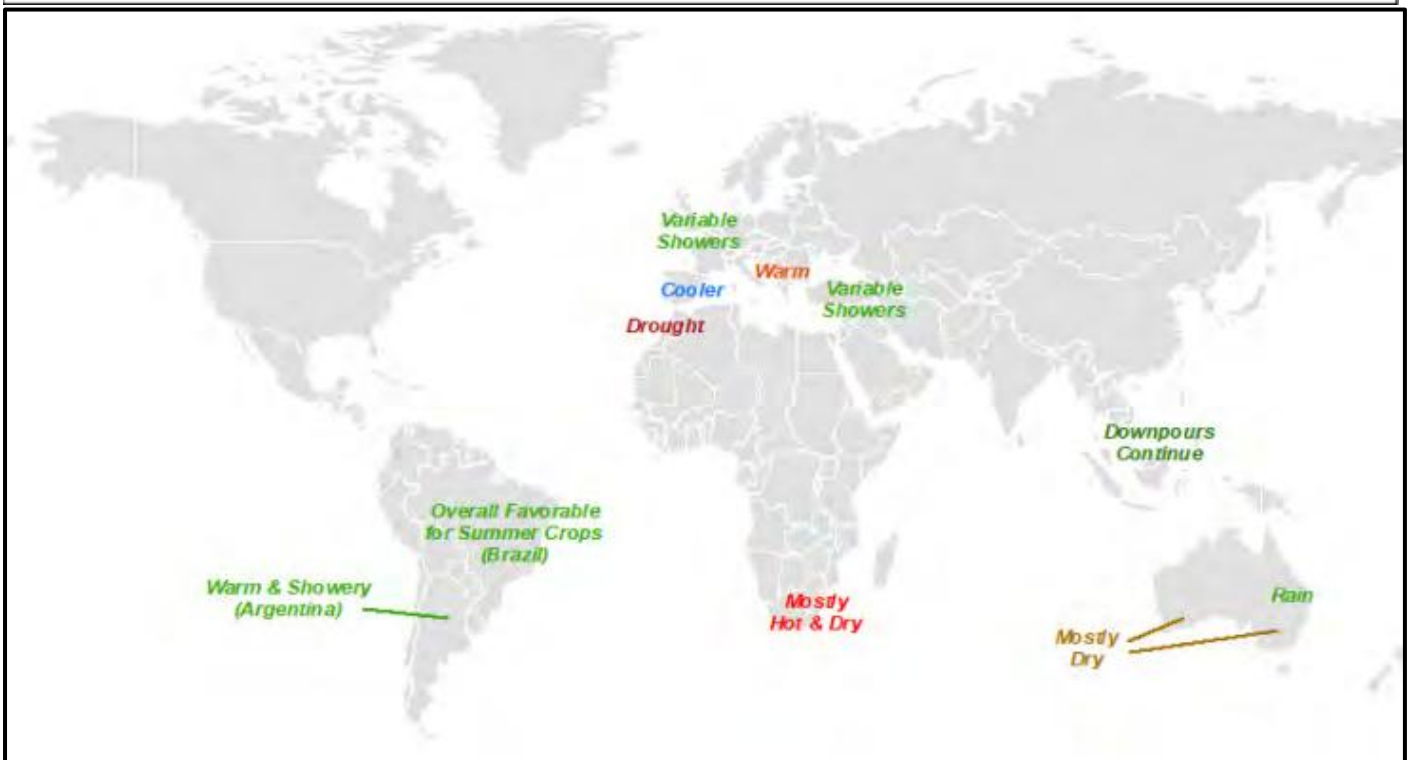 Variable
Showers
Warm
Cooler
Variable
Showers
Drought
Downpours
Continue
Overall Favorable
for Summer Crops
(Brazil)
Warm & Showery
(Argentina)
Mostly
Hot & Dry
Rain
Mostly
Dry